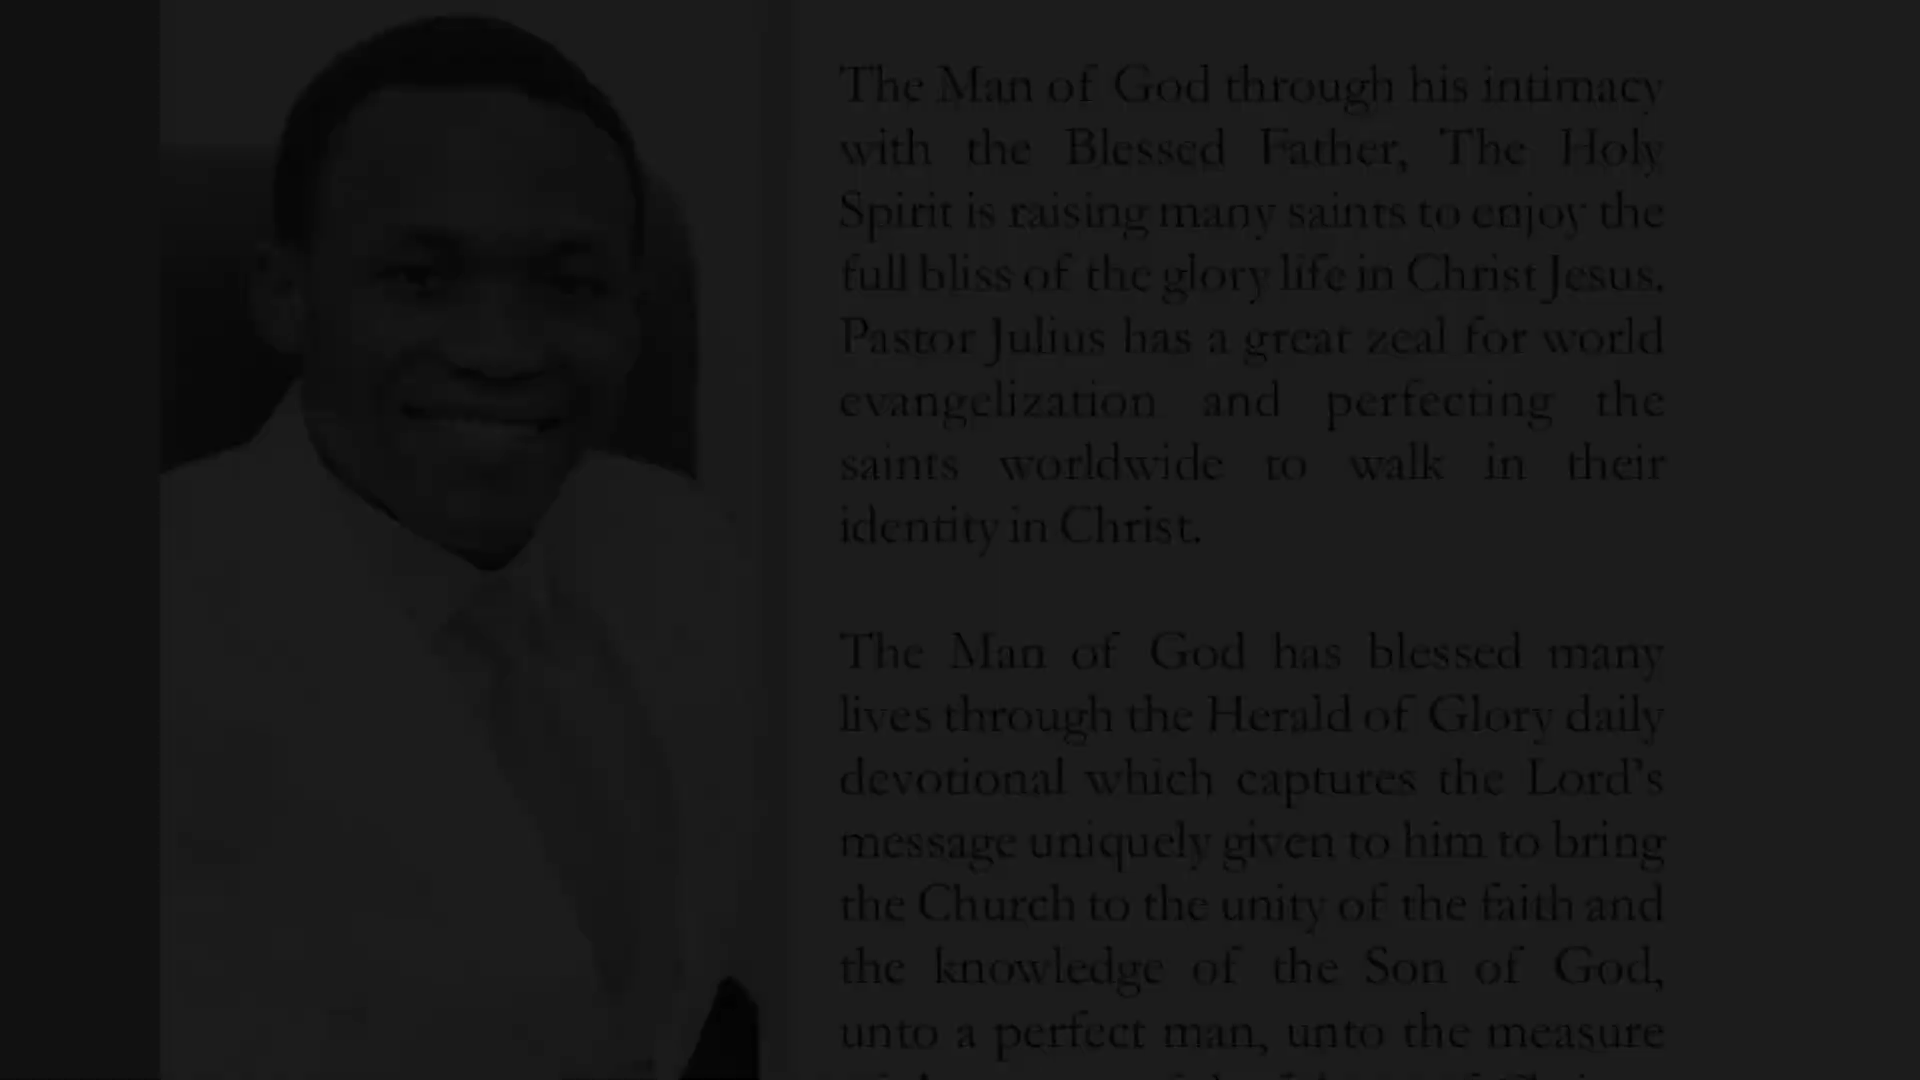 The Man of God through his intimacy
with the Blessed Father, The Holy
Spirit is raising many saints to enjoy the
full bliss of the glory life in Christ Jesus.
Pastor Julius has a great zeal for world
evangelization and perfecting the
saints worldwide to walk in their
identity in Christ.
The Man of God has blessed many
lives through the Herald of Glory daily
devotional which captures the Lord's
message uniquely given to him to bring
the Church to the unity of the faith and
the knowledge of the Son of God,
unto a perfect man, unto the measure